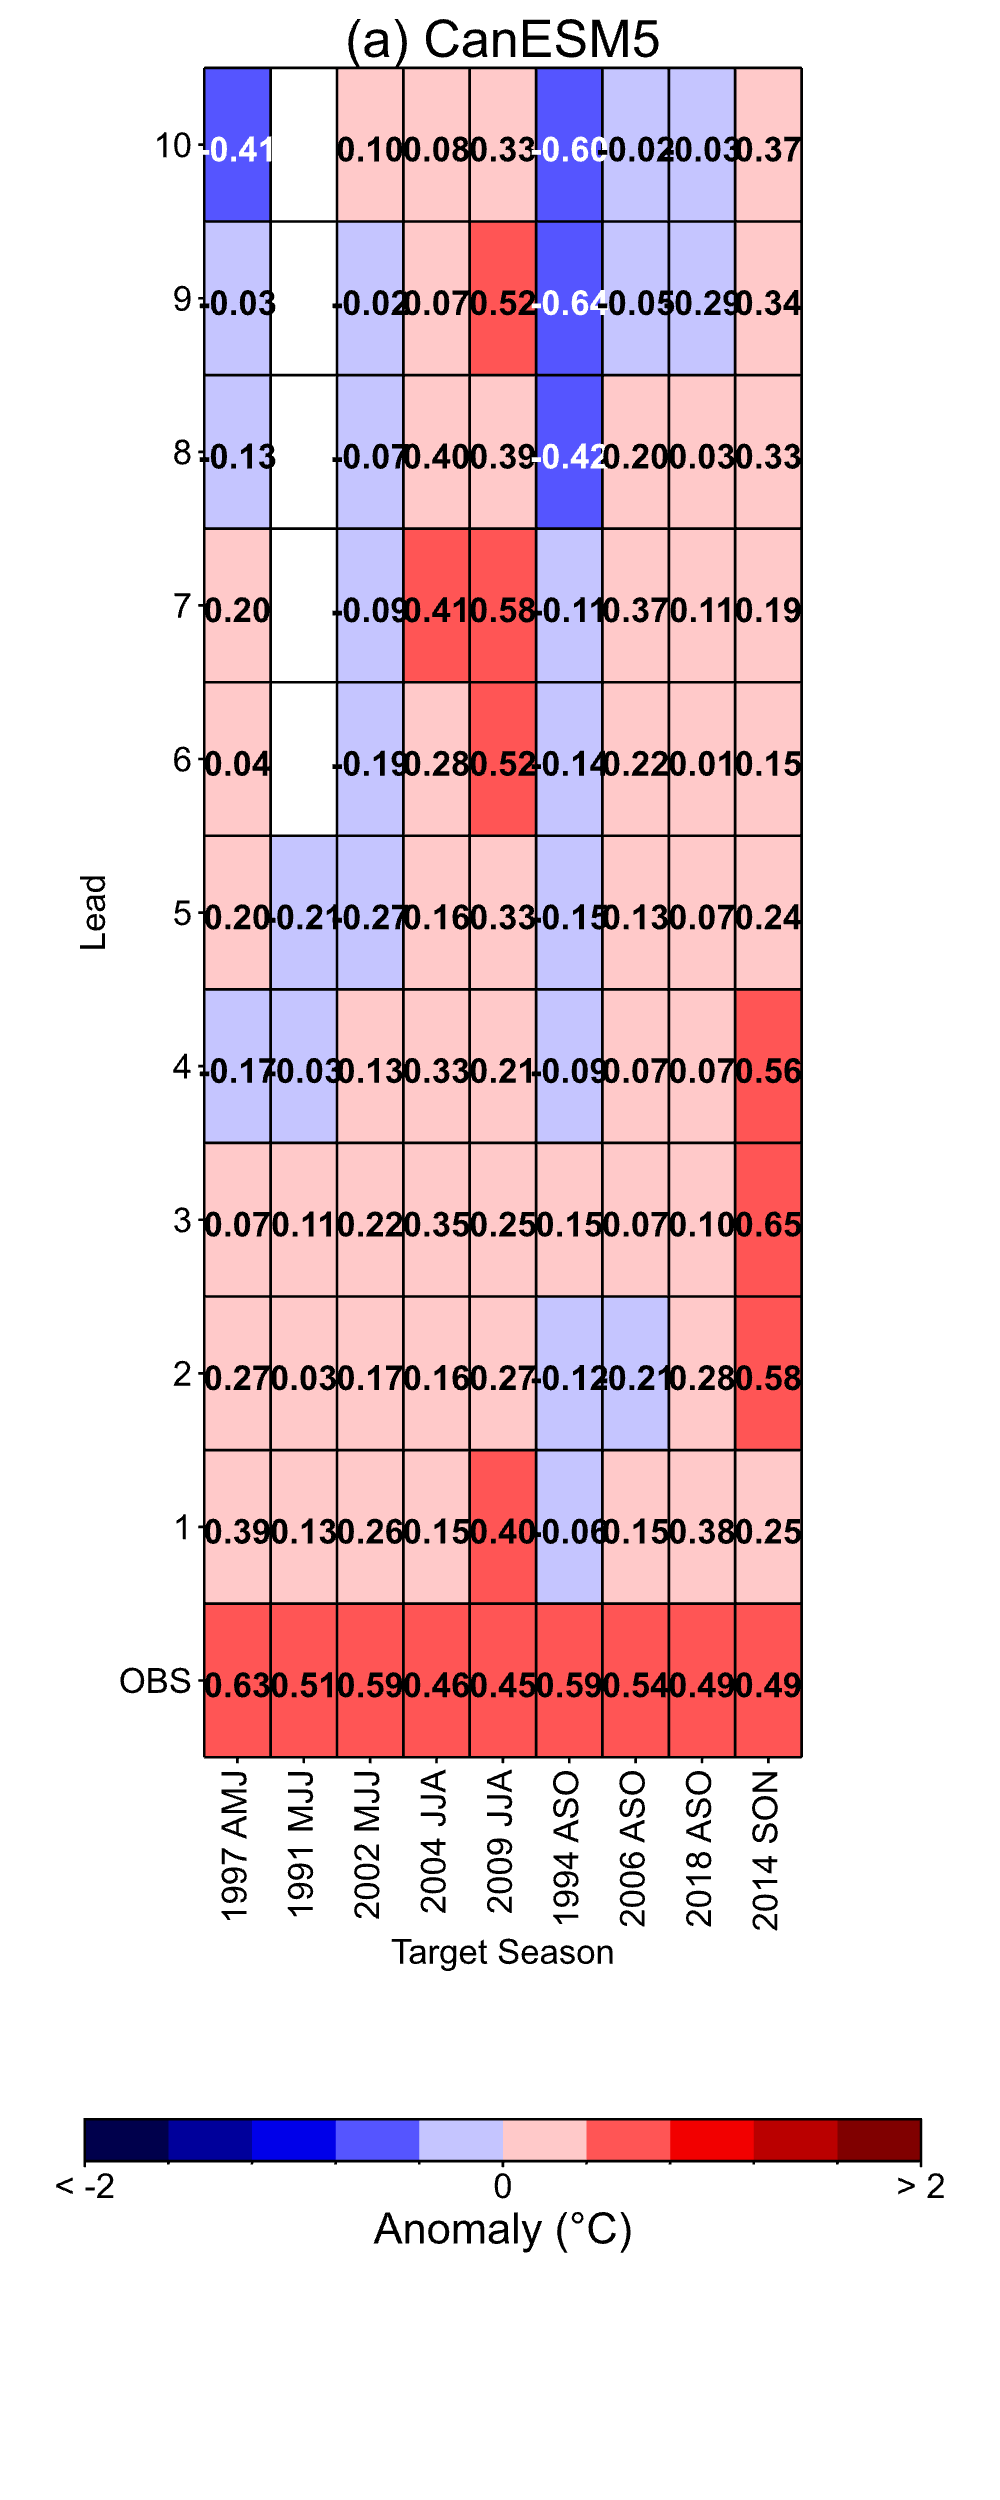 (a) CanESM5
10 -0.41 0.10 0.08 0.33 -0.60 -0.02 -0.03 0.37
9 -0.03 -0.02 0.07 0.52 -0.64 -0.05 -0.29 0.34
8 -0.13 -0.07 0.40 0.39 -0.42 0.20 0.03 0.33
7 0.20 -0.09 0.41 0.58 -0.11 0.37 0.11 0.19
6 0.04 -0.19 0.28 0.52 -0.14 0.22 0.01 0.15
5 0.20 -0.21 -0.27 0.16 0.33 -0.15 0.13 0.07 0.24
4 -0.17 -0.03 0.13 0.33 0.21 -0.09 0.07 0.07 0.56
3 0.07 0.11 0.22 0.35 0.25 0.15 0.07 0.10 0.65
2 0.27 0.03 0.17 0.16 0.27 -0.12 -0.21 0.28 0.58
1 0.39 0.13 0.26 0.15 0.40 -0.06 0.15 0.38 0.25
OBS 0.63 0.51 0.59 0.46 0.45 0.59 0.54 0.49 0.49
Lead
1997 AMJ
1991 MJJ
2002 MJJ
2004 JJA
2009 JJA
1994 ASO
2006 ASO
2018 ASO
2014 SON
Target Season
< -2 0 > 2
Anomaly (°C)